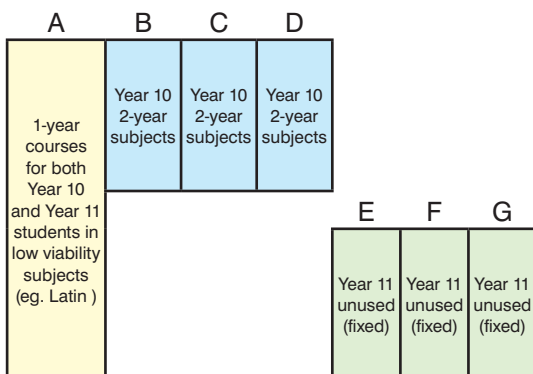 A B C D
1-year
courses
for both
Year 10
and Year 11
students in
low viability
subjects
(eg. Latin )
Year 10
2-year
subjects
Year 10
2-year
subjects
Year 10
2-year
subjects
E F G
Year 11
unused
(fixed)
Year 11
unused
(fixed)
Year 11
unused
(fixed)